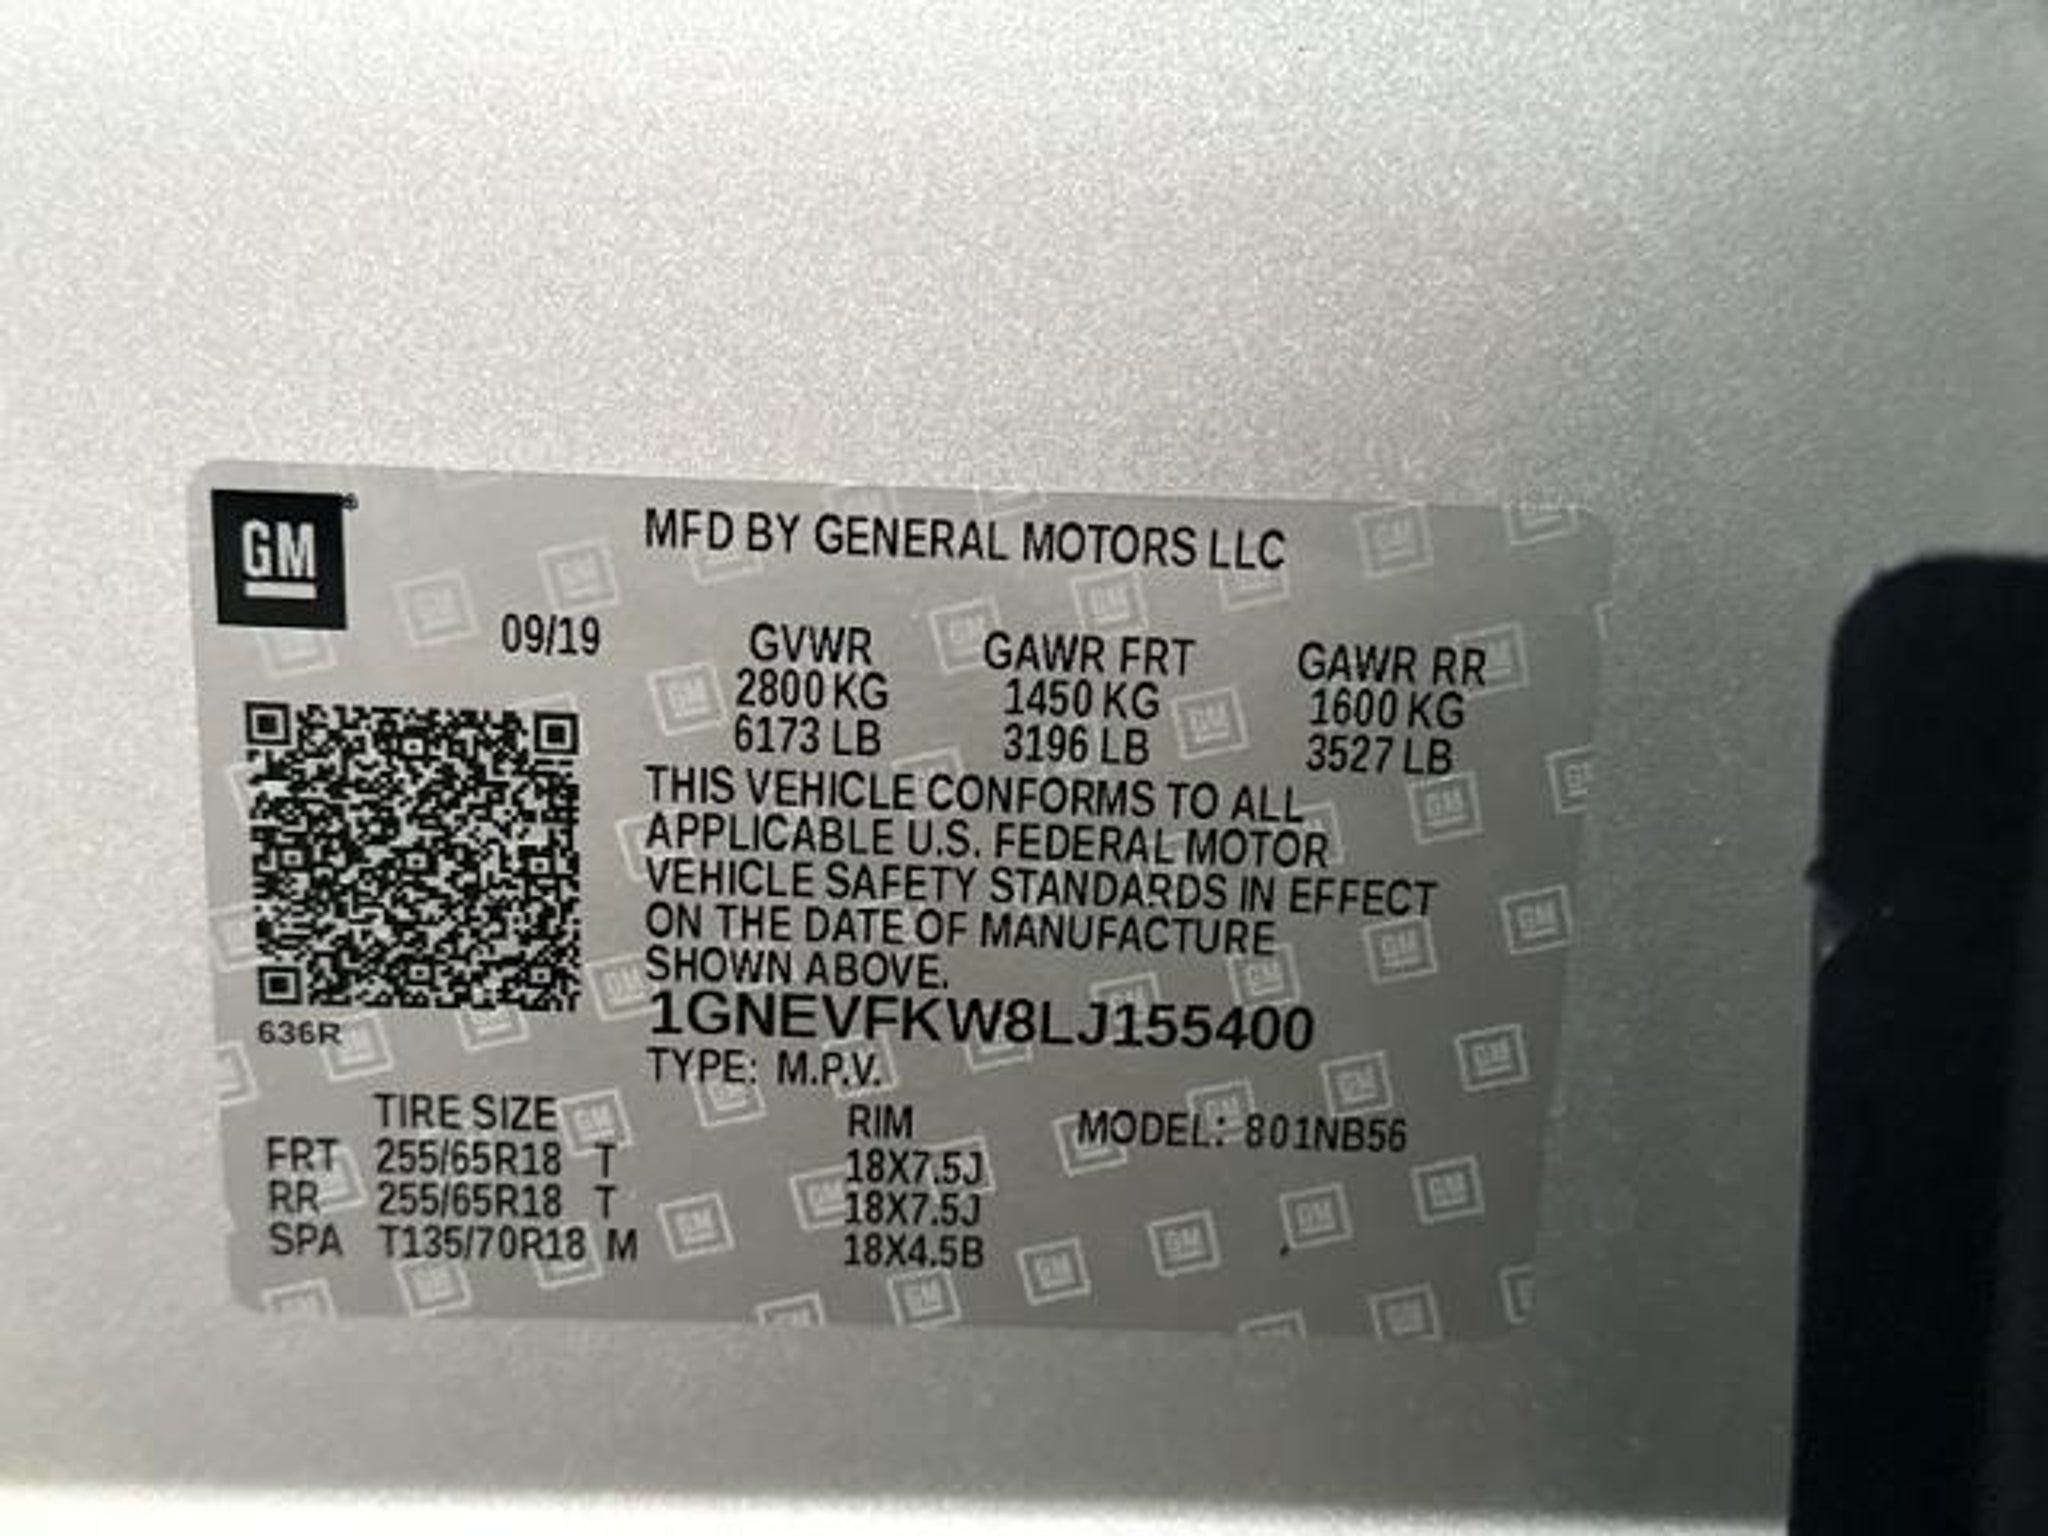 GM
MFD BY GENERAL MOTORS LLC
09/19
GVWR GAWR FRT GAWR RR
2800 KG 1450 KG 1600 KG
6173 LB 3196 LB 3527 LB
THIS VEHICLE CONFORMS TO ALL
APPLICABLE U.S. FEDERAL MOTOR
VEHICLE SAFETY STANDARDS IN EFFECT
ON THE DATE OF MANUFACTURE
SHOWN ABOVE.
1GNEVFKW8LJ155400
636R
TYPE: M.P.V.
TIRE SIZE RIM MODEL: 801NB56
FRT 255/65R18 T 18X7.5J
RR 255/65R18 T 18X7.5J
SPA T135/70R18 M 18X4.5B